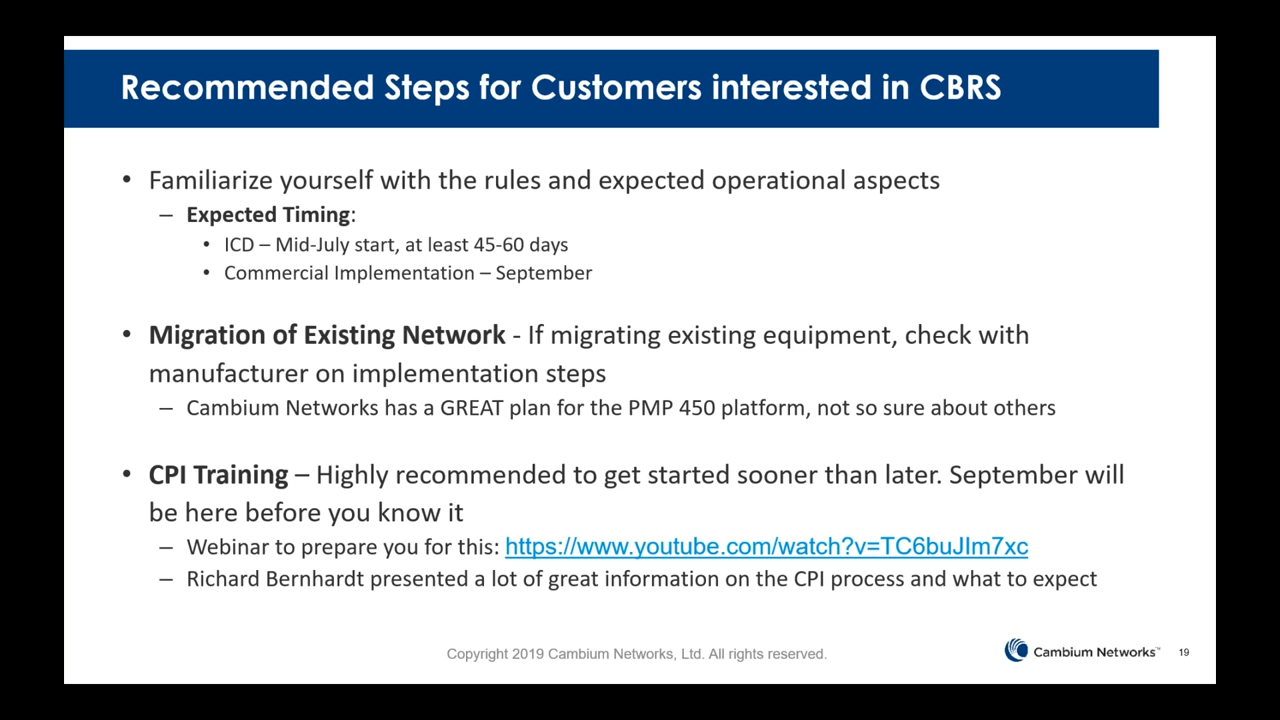 Recommended Steps for Customers interested in CBRS
• Familiarize yourself with the rules and expected operational aspects
– Expected Timing:
• ICD – Mid-July start, at least 45-60 days
• Commercial Implementation – September
• Migration of Existing Network - If migrating existing equipment, check with
manufacturer on implementation steps
– Cambium Networks has a GREAT plan for the PMP 450 platform, not so sure about others
• CPI Training – Highly recommended to get started sooner than later. September will
be here before you know it
– Webinar to prepare you for this: https://www.youtube.com/watch?v=TC6buJIm7xc
– Richard Bernhardt presented a lot of great information on the CPI process and what to expect
Copyright 2019 Cambium Networks, Ltd. All rights reserved.
Cambium Networks™
19